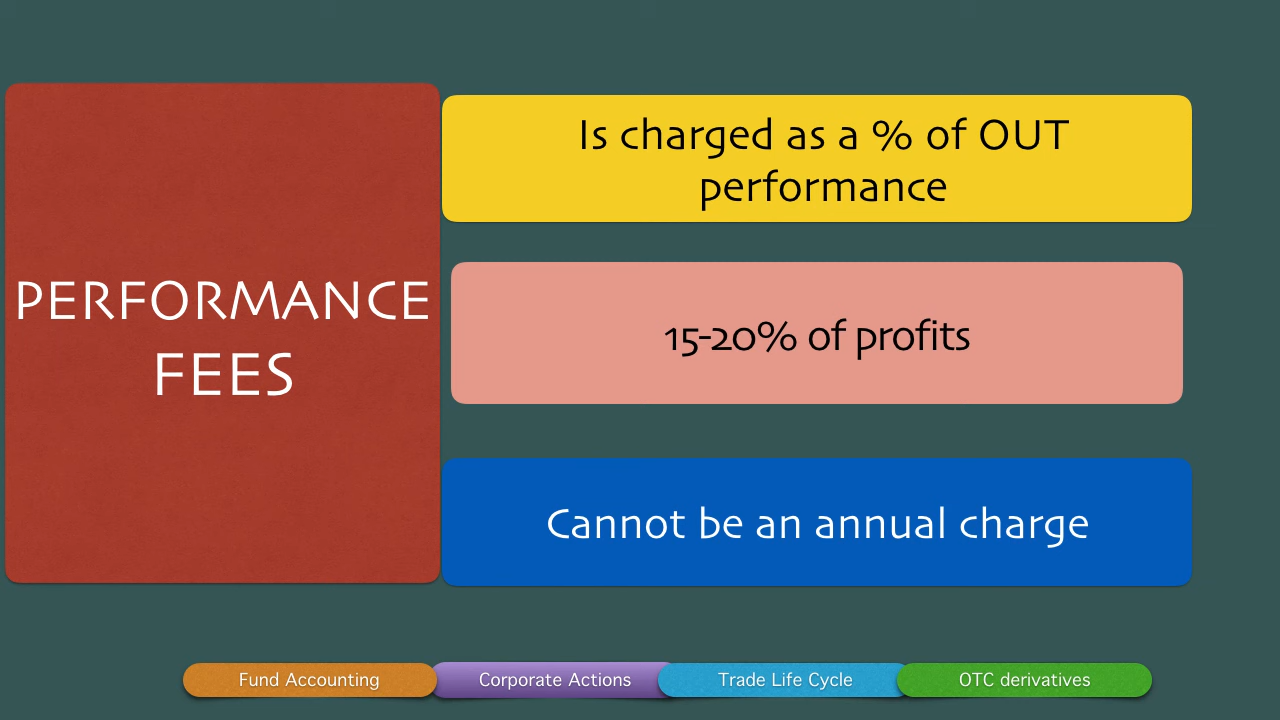 PERFORMANCE
FEES
Is charged as a % of OUT
performance
15-20% of profits
Cannot be an annual charge
Fund Accounting
Corporate Actions
Trade Life Cycle
OTC derivatives